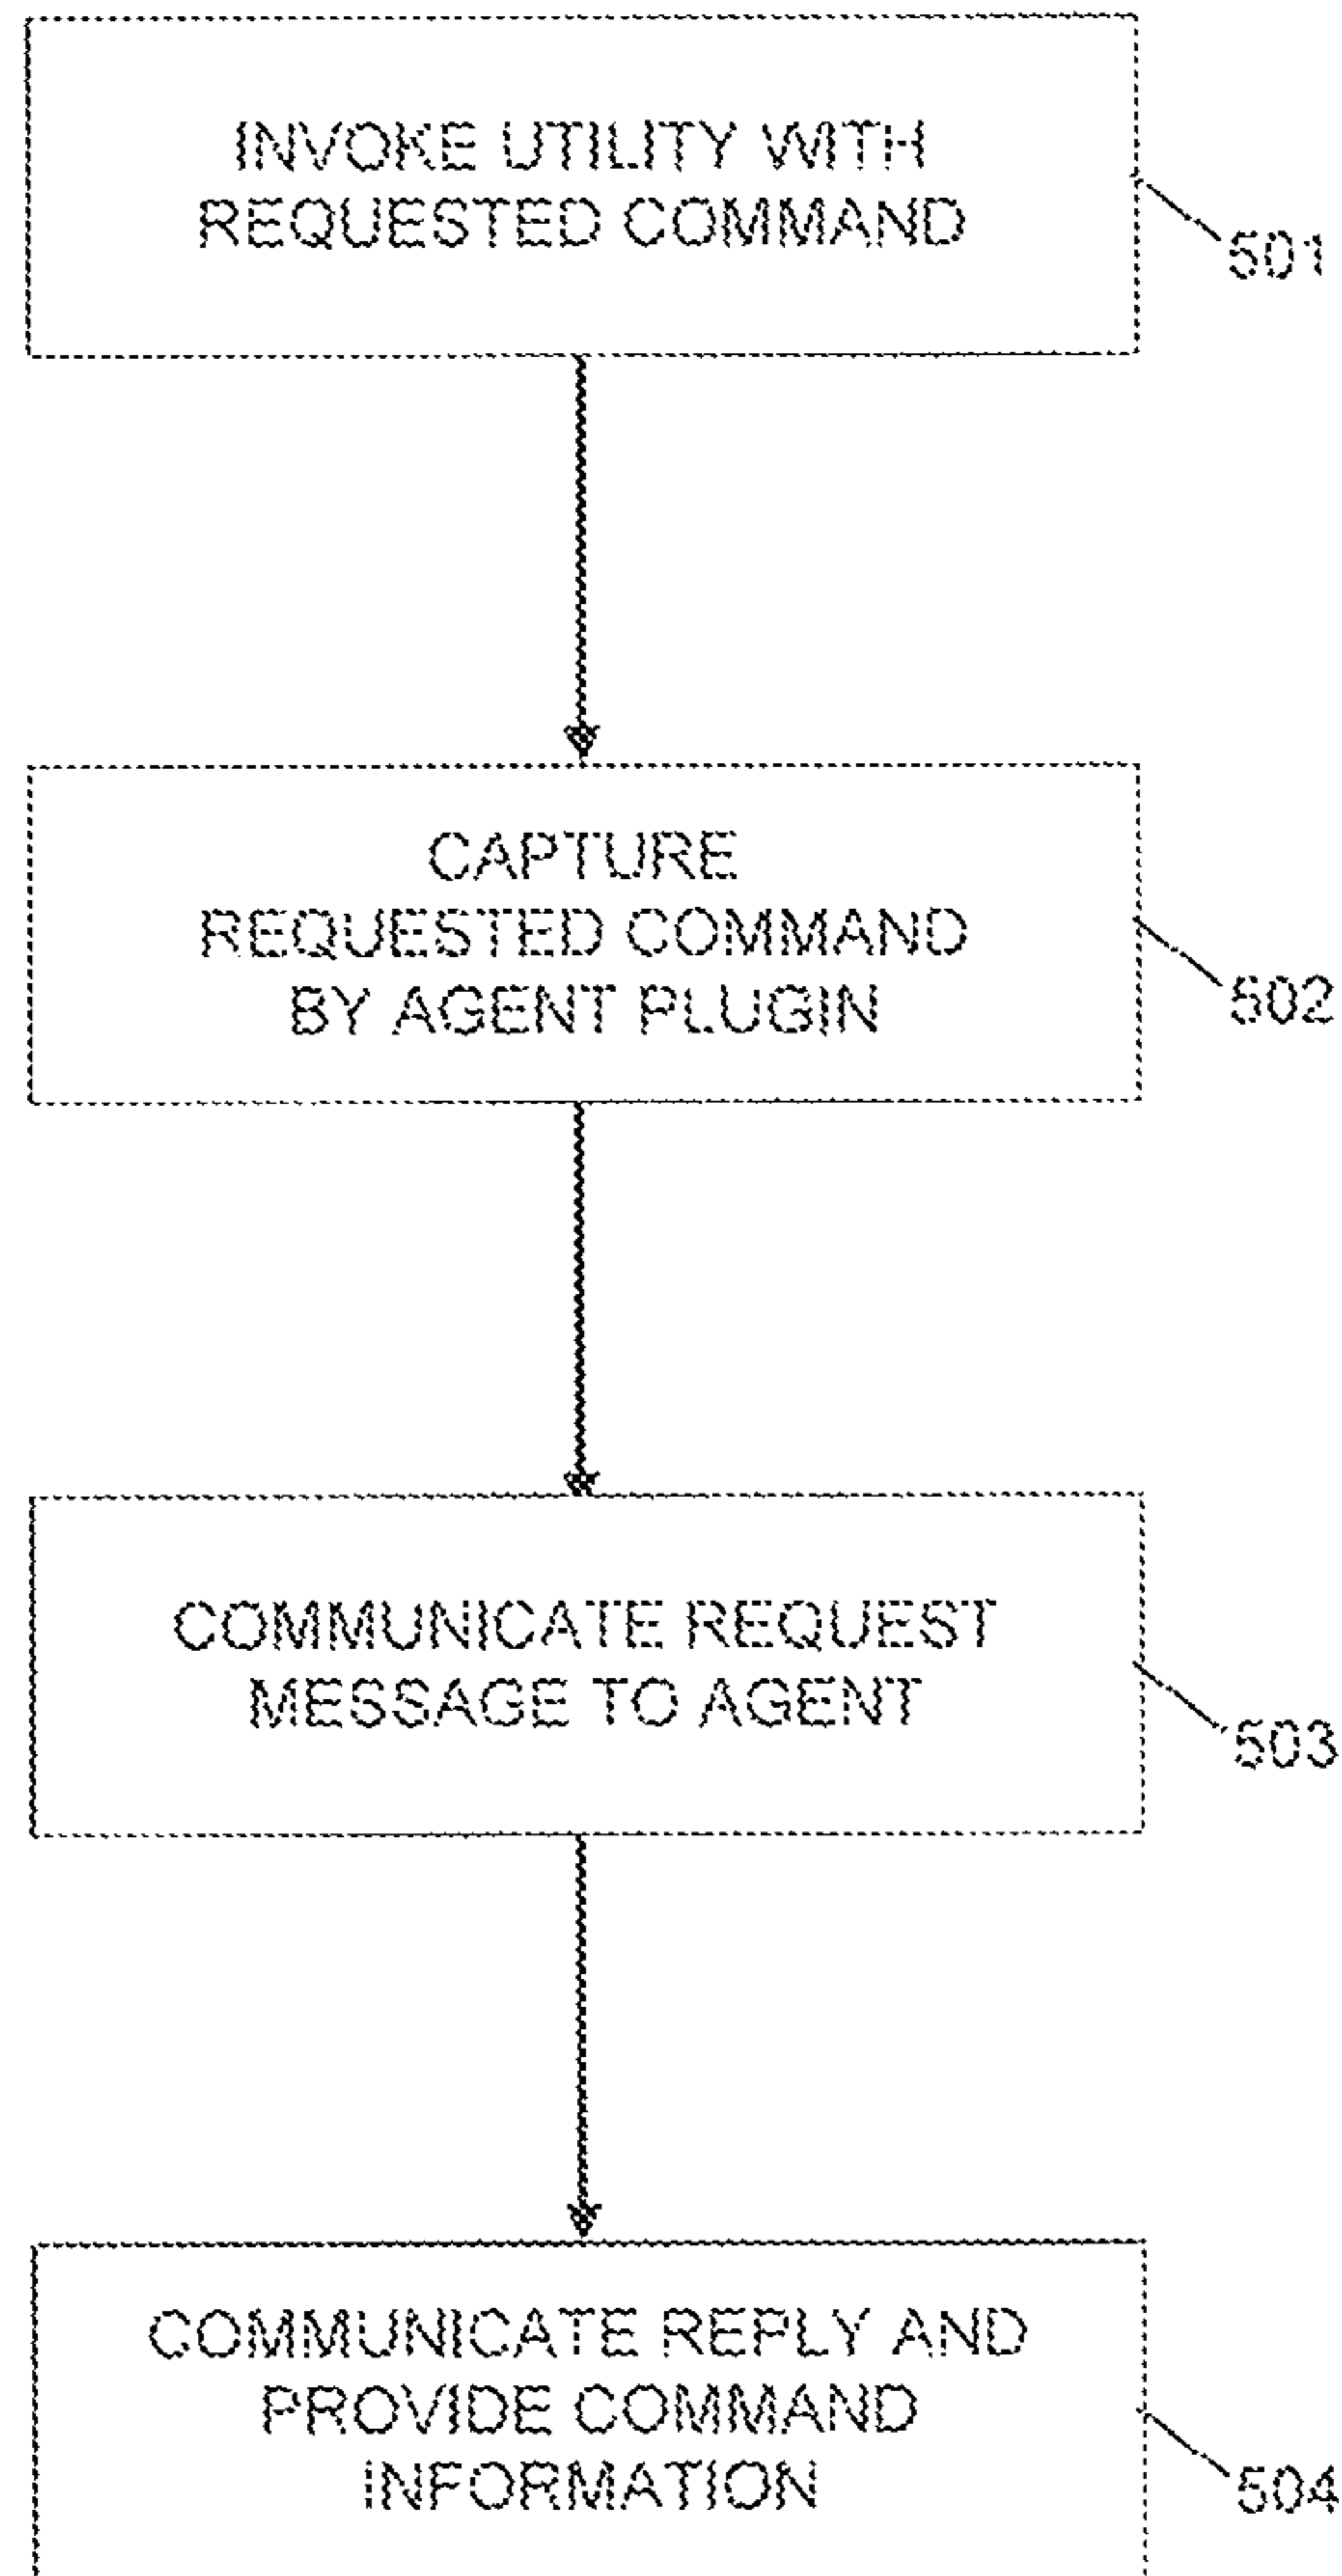 INVOKE UTILITY WITH
REQUESTED COMMAND
501
CAPTURE
REQUESTED COMMAND
BY AGENT PLUGIN
502
COMMUNICATE REQUEST
MESSAGE TO AGENT
503
COMMUNICATE REPLY AND
PROVIDE COMMAND
INFORMATION
504